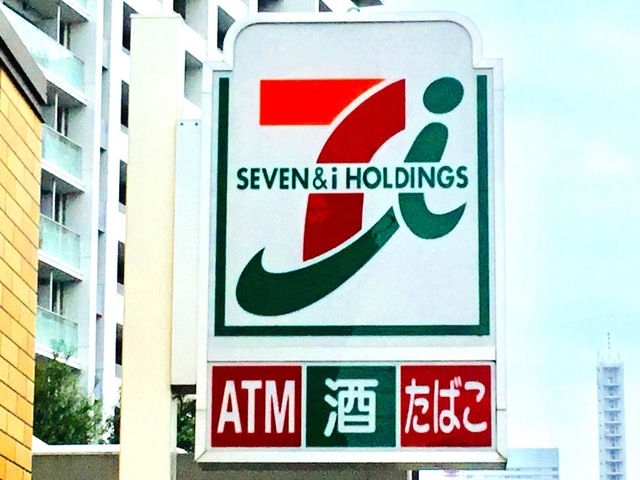 SEVEN&i HOLDINGS
ATM 酒 たばこ